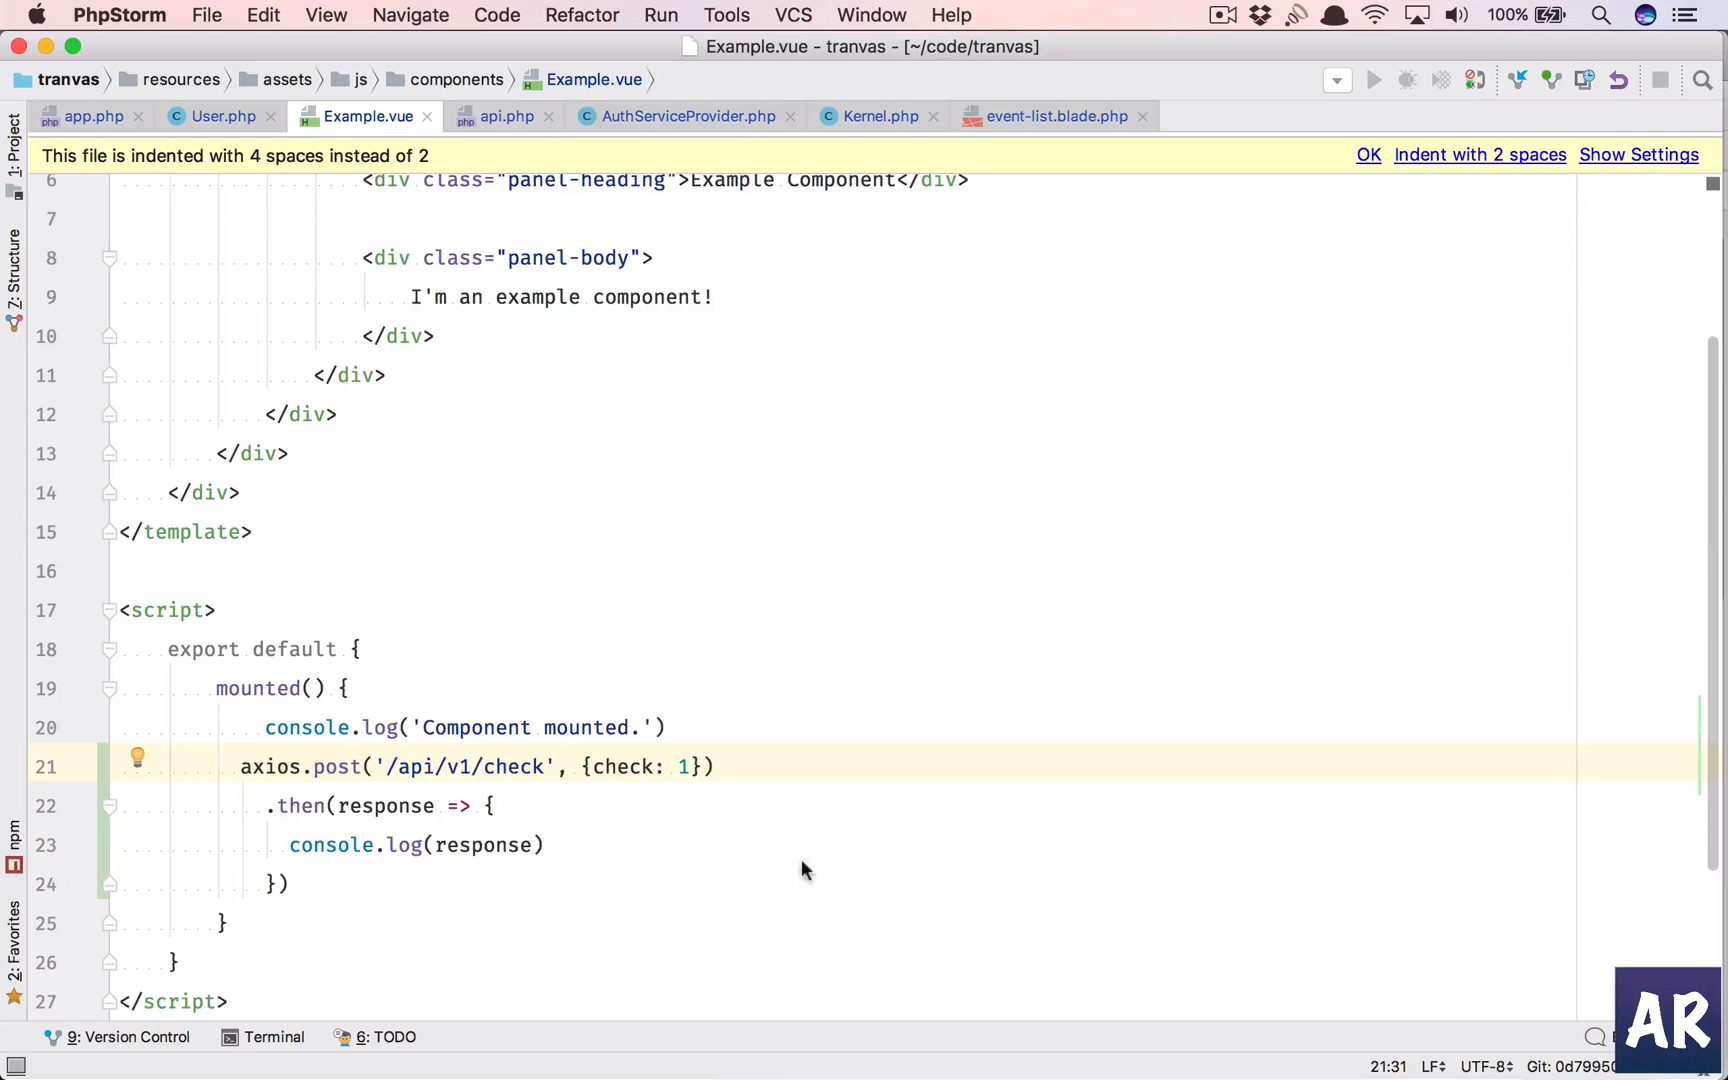 PhpStorm File Edit View Navigate Code Refactor Run Tools VCS Window Help 100%
Example.vue - tranvas - [~/code/tranvas]
tranvas resources assets js components Example.vue
app.php User.php Example.vue api.php AuthServiceProvider.php Kernel.php event-list.blade.php
This file is indented with 4 spaces instead of 2 OK Indent with 2 spaces Show Settings
1: Project
7: Structure
npm
2: Favorites
6 <div class="panel-heading">Example Component</div>
7
8 <div class="panel-body">
9 I'm an example component!
10 </div>
11 </div>
12 </div>
13 </div>
14 </div>
15 </template>
16
17 <script>
18 export default {
19 mounted() {
20 console.log('Component mounted.')
21 axios.post('/api/v1/check', {check: 1})
22 .then(response => {
23 console.log(response)
24 })
25 }
26 }
27 </script>
9: Version Control Terminal 6: TODO
21:31 LF UTF-8 Git: 0d7995
AR